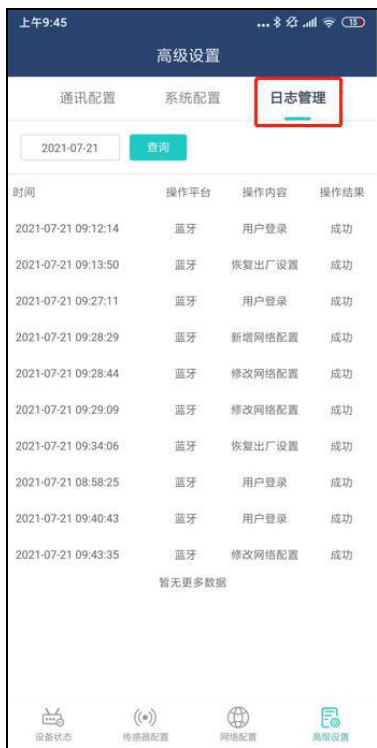 上午9:45
... 13
高级设置
通讯配置 系统配置 日志管理
2021-07-21 查询
时间 操作平台 操作内容 操作结果
2021-07-21 09:12:14 蓝牙 用户登录 成功
2021-07-21 09:13:50 蓝牙 恢复出厂设置 成功
2021-07-21 09:27:11 蓝牙 用户登录 成功
2021-07-21 09:28:29 蓝牙 新增网络配置 成功
2021-07-21 09:28:44 蓝牙 修改网络配置 成功
2021-07-21 09:29:09 蓝牙 修改网络配置 成功
2021-07-21 09:34:06 蓝牙 恢复出厂设置 成功
2021-07-21 08:58:25 蓝牙 用户登录 成功
2021-07-21 09:40:43 蓝牙 用户登录 成功
2021-07-21 09:43:35 蓝牙 修改网络配置 成功
暂无更多数据
设备状态 传感器配置 网络配置 高级设置